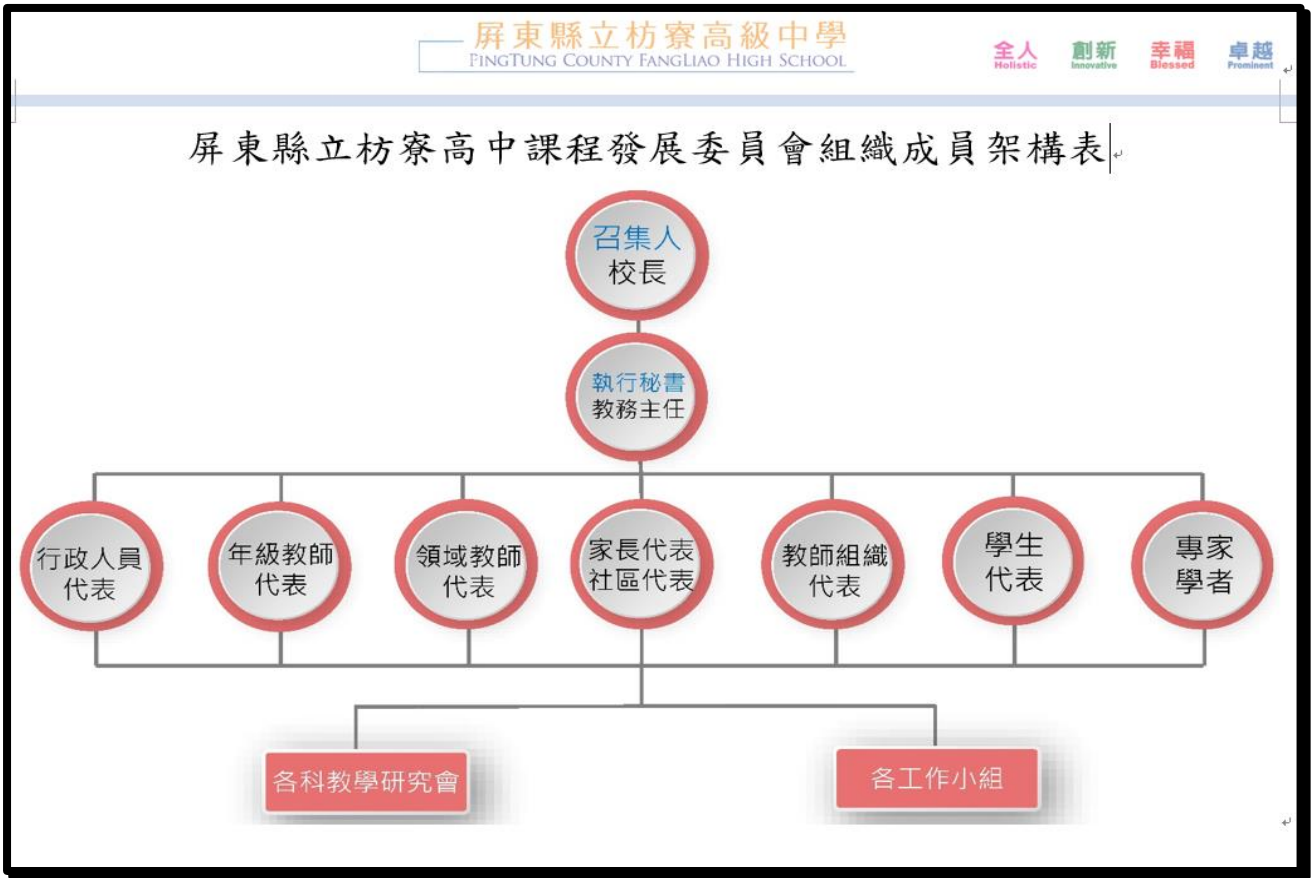 屏東縣立枋寮高級中學
PINGTUNG COUNTY FANGLIAO HIGH SCHOOL
全人 創新 幸福 卓越
Holistic Innovative Blessed Prominent
屏東縣立枋寮高中課程發展委員會組織成員架構表
召集人
校長
執行秘書
教務主任
行政人員
代表
年級教師
代表
領域教師
代表
家長代表
社區代表
教師組織
代表
學生
代表
專家
學者
各科教學研究會
各工作小組